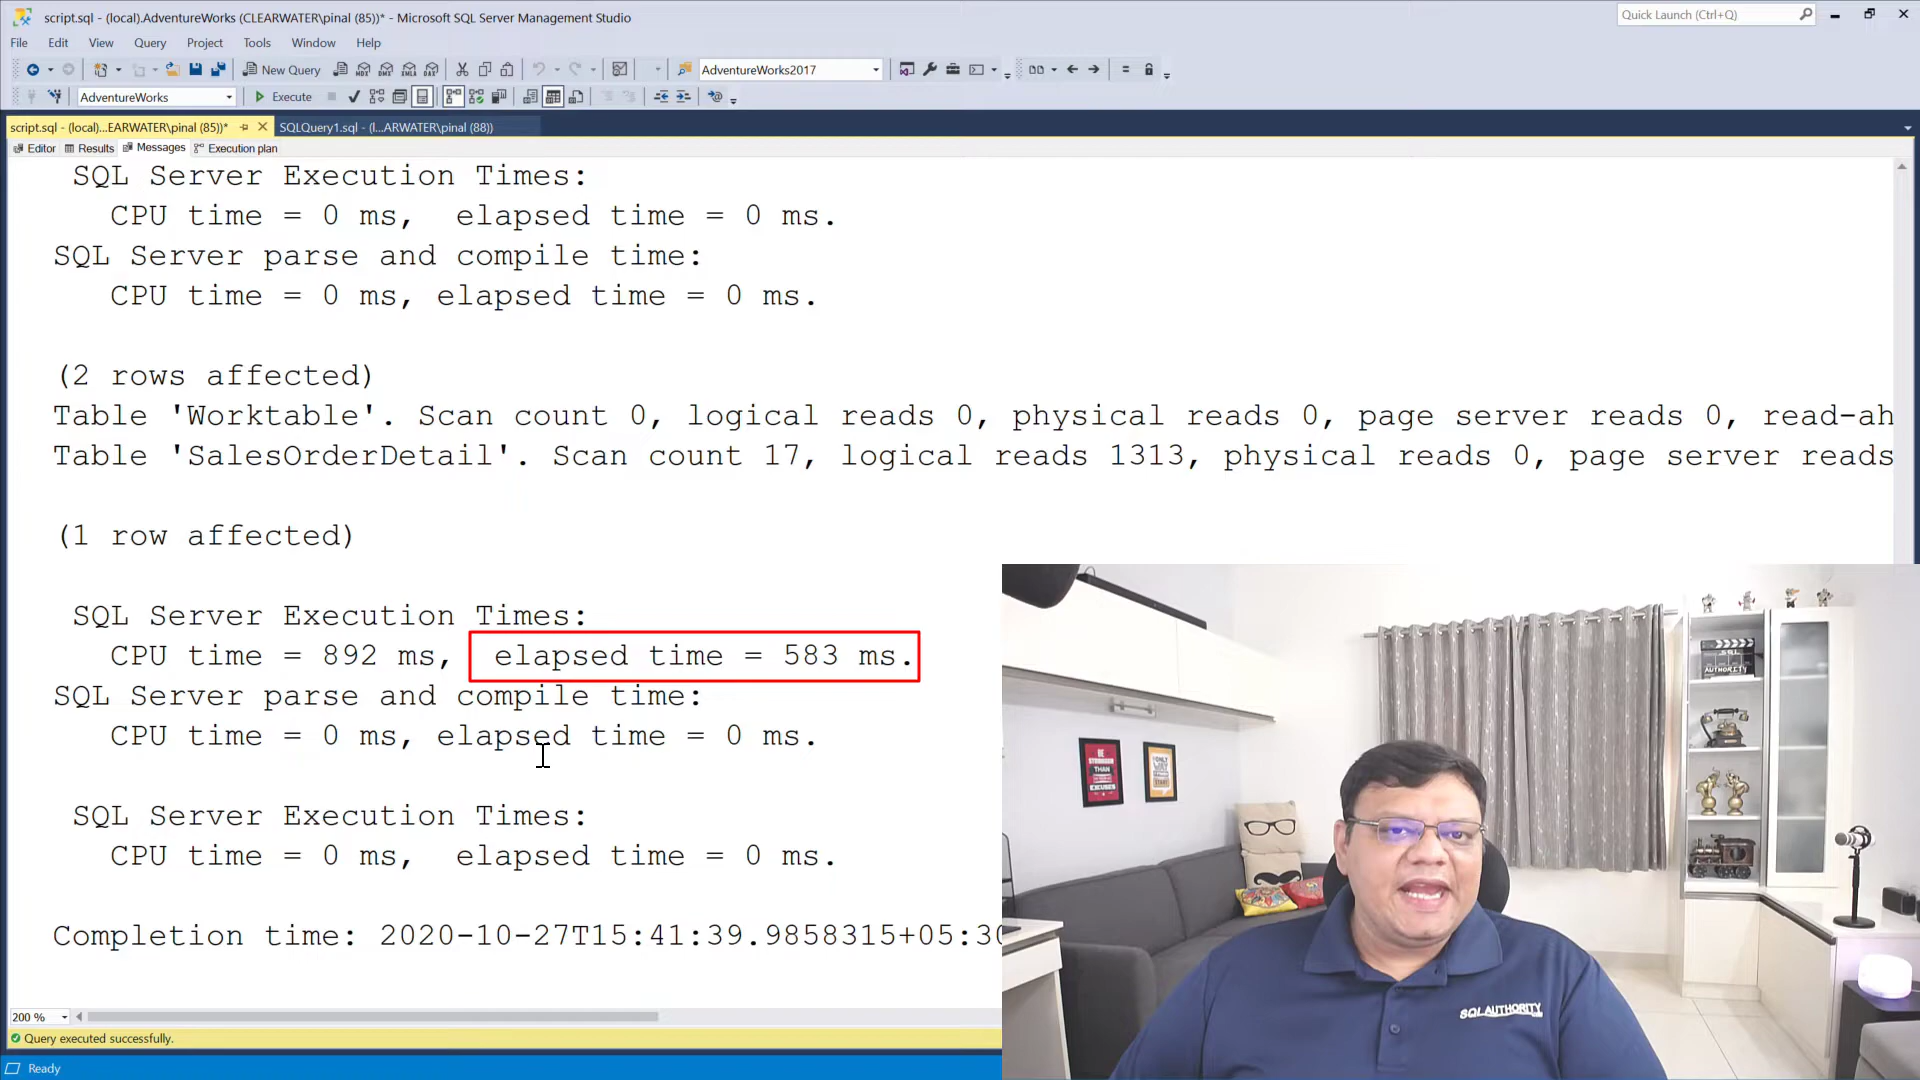 script.sql - (local).AdventureWorks (CLEARWATER\pinal (85))* - Microsoft SQL Server Management Studio
Quick Launch (Ctrl+Q)
File Edit View Query Project Tools Window Help
New Query
AdventureWorks2017
AdventureWorks
Execute
script.sql - (local)...EARWATER\pinal (85))*
SQLQuery1.sql - (l...ARWATER\pinal (88))
Editor Results Messages Execution plan
SQL Server Execution Times:
CPU time = 0 ms, elapsed time = 0 ms.
SQL Server parse and compile time:
CPU time = 0 ms, elapsed time = 0 ms.
(2 rows affected)
Table 'Worktable'. Scan count 0, logical reads 0, physical reads 0, page server reads 0, read-ah
Table 'SalesOrderDetail'. Scan count 17, logical reads 1313, physical reads 0, page server reads
(1 row affected)
SQL Server Execution Times:
CPU time = 892 ms, elapsed time = 583 ms.
SQL Server parse and compile time:
CPU time = 0 ms, elapsed time = 0 ms.
SQL Server Execution Times:
CPU time = 0 ms, elapsed time = 0 ms.
Completion time: 2020-10-27T15:41:39.9858315+05:30
200 %
Query executed successfully.
Ready
SQL
AUTHORITY
BE
STRONGER
THAN
SQL AUTHORITY